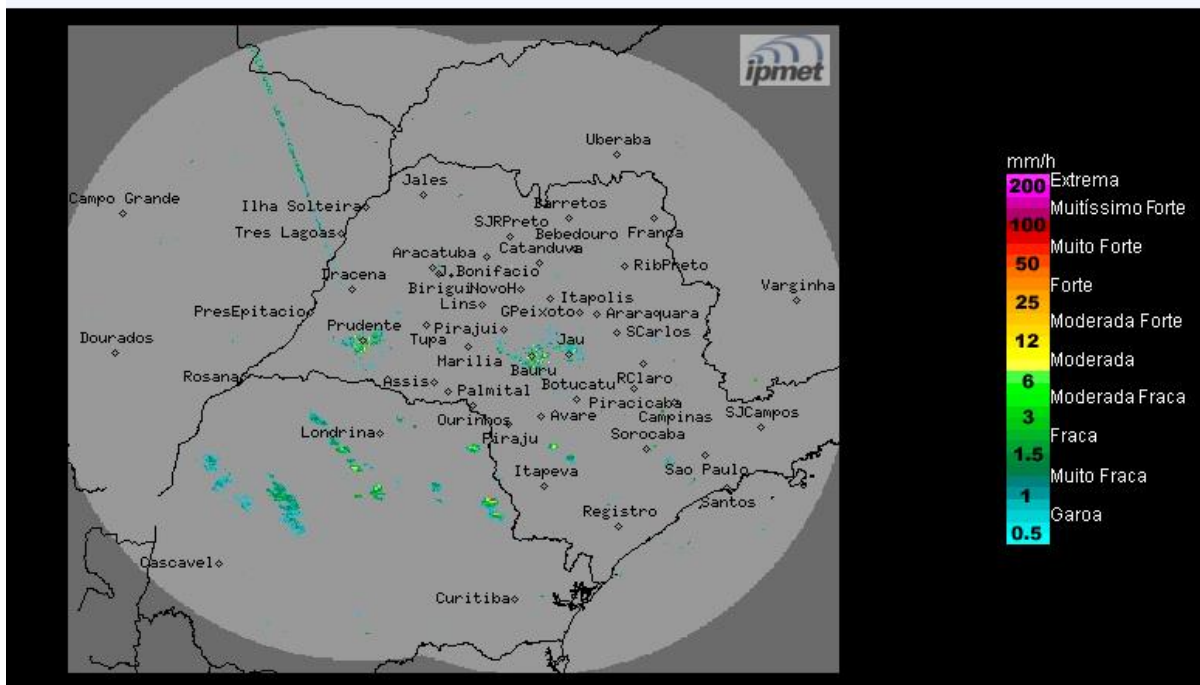 ipmet
Uberaba
Jales
Campo Grande
Ilha Solteira
Barretos
SJRPreto
Tres Lagoas
Bebedouro
Franca
Aracatuba
Catanduva
J.Bonifacio
RibPreto
Dracena
Birigui
NovoH
Varginha
Lins
Itapolis
PresEpitacio
GPeixoto
Araraquara
Prudente
Pirajui
SCarlos
Dourados
Tupa
Jau
Marilia
Bauru
Rosana
Assis
Botucatu
RClaro
Palmital
Piracicaba
Ourinhos
Avare
Campinas
SJCampos
Londrina
Piraju
Sorocaba
Itapeva
Sao Paulo
Santos
Registro
Cascavel
Curitiba
mm/h
200 Extrema
Muitíssimo Forte
100
Muito Forte
50
Forte
25
Moderada Forte
12
Moderada
6
Moderada Fraca
3
Fraca
1.5
Muito Fraca
1
Garoa
0.5